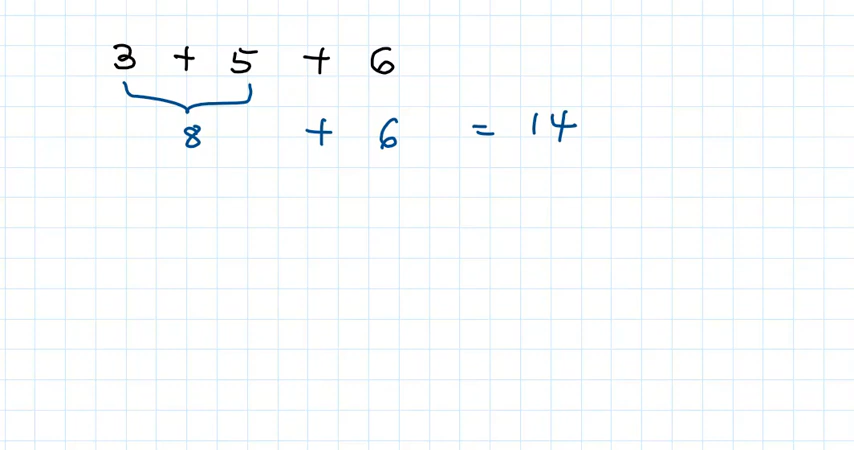 3 + 5 + 6
8 + 6 = 14